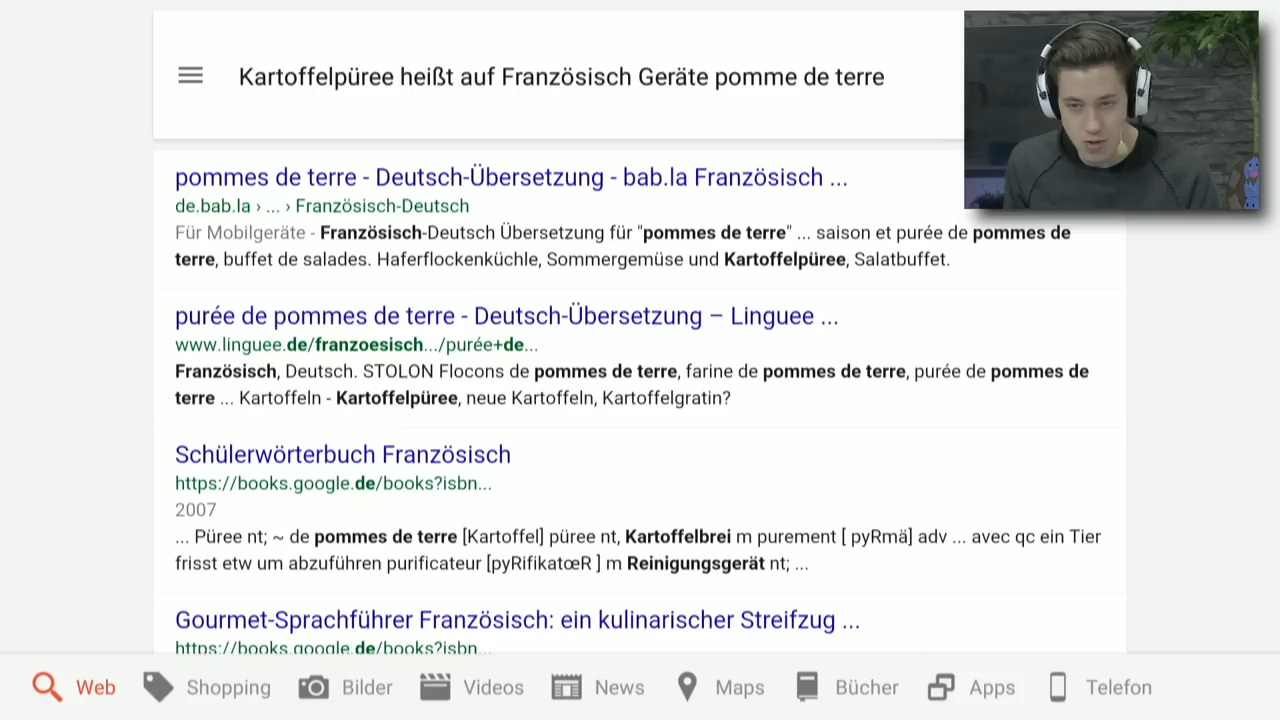 Kartoffelpüree heißt auf Französisch Geräte pomme de terre
pommes de terre - Deutsch-Übersetzung - bab.la Französisch ...
de.bab.la › ... › Französisch-Deutsch
Für Mobilgeräte - Französisch-Deutsch Übersetzung für "pommes de terre" ... saison et purée de pommes de
terre, buffet de salades. Haferflockenküchle, Sommergemüse und Kartoffelpüree, Salatbuffet.
purée de pommes de terre - Deutsch-Übersetzung – Linguee ...
www.linguee.de/franzoesisch.../purée+de...
Französisch, Deutsch. STOLON Flocons de pommes de terre, farine de pommes de terre, purée de pommes de
terre ... Kartoffeln - Kartoffelpüree, neue Kartoffeln, Kartoffelgratin?
Schülerwörterbuch Französisch
https://books.google.de/books?isbn...
2007
... Püree nt; ~ de pommes de terre [Kartoffel] püree nt, Kartoffelbrei m purement [ pyRmä] adv ... avec qc ein Tier
frisst etw um abzuführen purificateur [pyRifikatœR ] m Reinigungsgerät nt; ...
Gourmet-Sprachführer Französisch: ein kulinarischer Streifzug ...
https://books.google.de/books?isbn...
Web Shopping Bilder Videos News Maps Bücher Apps Telefon